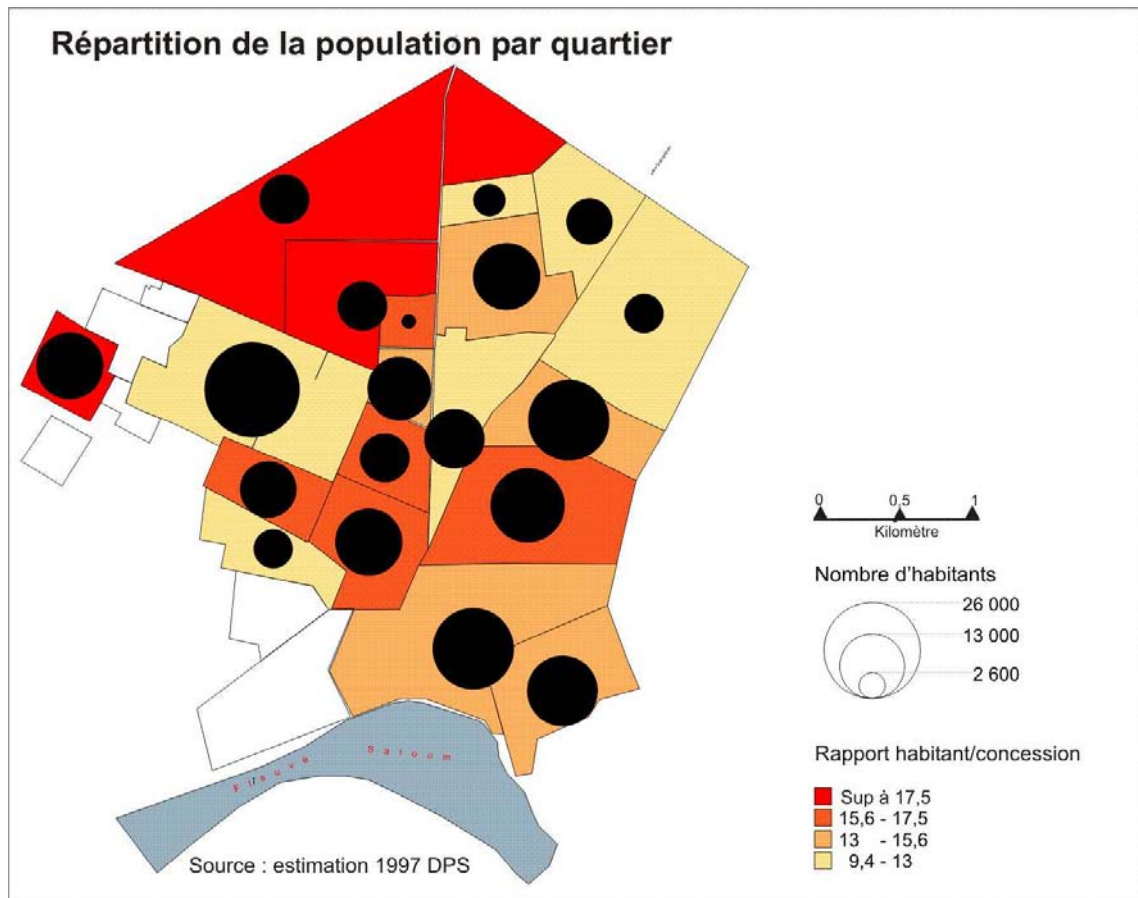 Répartition de la population par quartier
Fleuve Saloum
Source : estimation 1997 DPS
0 0,5 1
Kilomètre
Nombre d'habitants
26 000
13 000
2 600
Rapport habitant/concession
Sup à 17,5
15,6 - 17,5
13 - 15,6
9,4 - 13